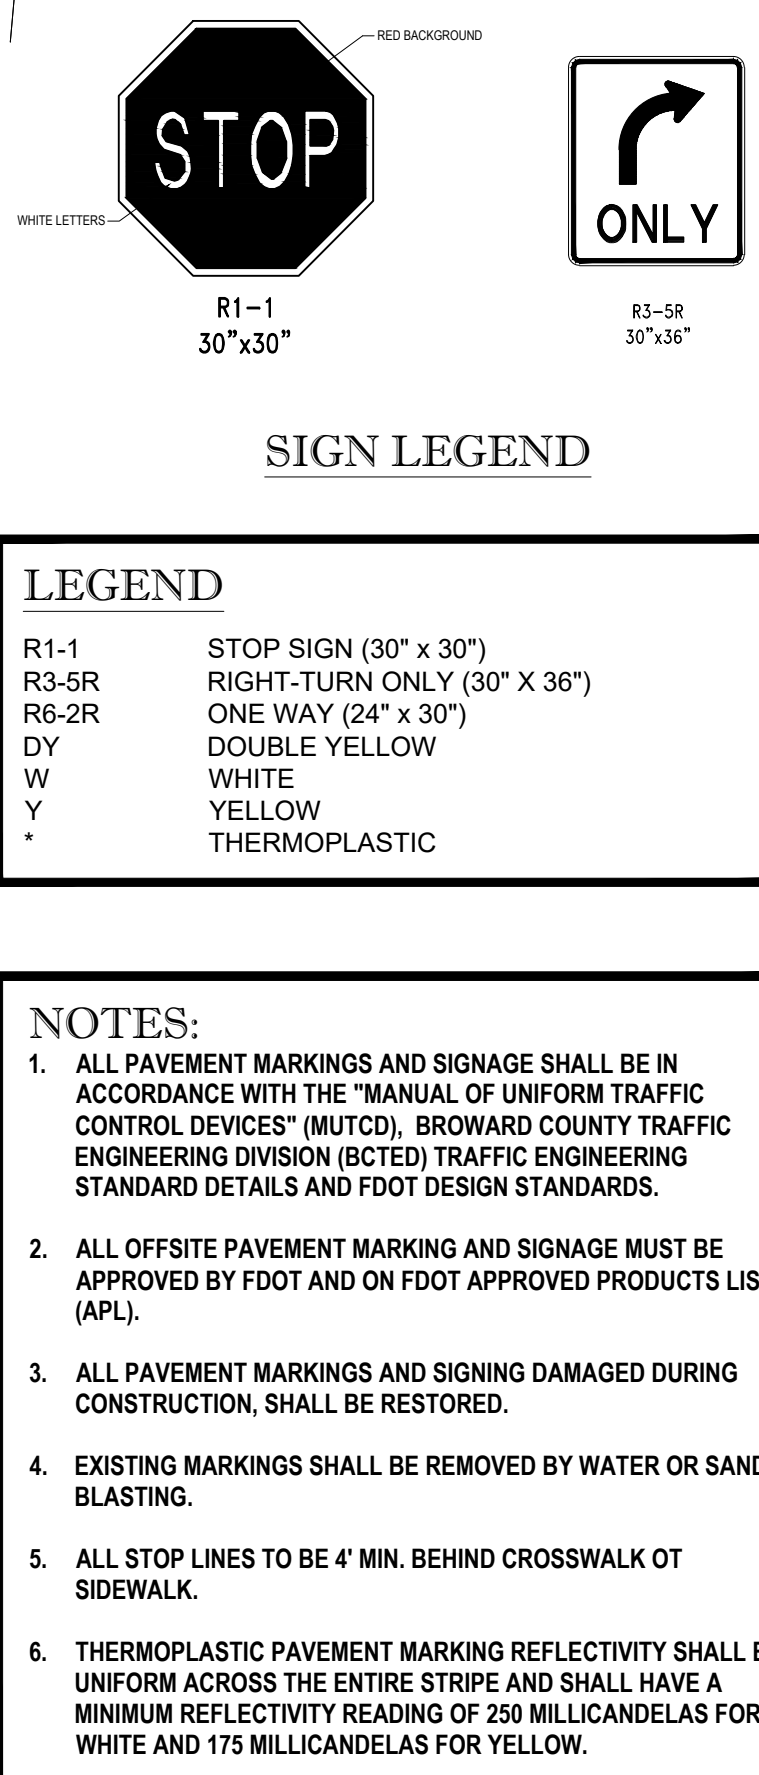 RED BACKGROUND
STOP
ONLY
WHITE LETTERS
R1-1
30"x30"
R3-5R
30"x36"
SIGN LEGEND
LEGEND
R1-1 STOP SIGN (30" x 30")
R3-5R RIGHT-TURN ONLY (30" X 36")
R6-2R ONE WAY (24" x 30")
DY DOUBLE YELLOW
W WHITE
Y YELLOW
* THERMOPLASTIC
NOTES:
1. ALL PAVEMENT MARKINGS AND SIGNAGE SHALL BE IN
ACCORDANCE WITH THE "MANUAL OF UNIFORM TRAFFIC
CONTROL DEVICES" (MUTCD), BROWARD COUNTY TRAFFIC
ENGINEERING DIVISION (BCTED) TRAFFIC ENGINEERING
STANDARD DETAILS AND FDOT DESIGN STANDARDS.
2. ALL OFFSITE PAVEMENT MARKING AND SIGNAGE MUST BE
APPROVED BY FDOT AND ON FDOT APPROVED PRODUCTS LIS
(APL).
3. ALL PAVEMENT MARKINGS AND SIGNING DAMAGED DURING
CONSTRUCTION, SHALL BE RESTORED.
4. EXISTING MARKINGS SHALL BE REMOVED BY WATER OR SAND
BLASTING.
5. ALL STOP LINES TO BE 4' MIN. BEHIND CROSSWALK OT
SIDEWALK.
6. THERMOPLASTIC PAVEMENT MARKING REFLECTIVITY SHALL B
UNIFORM ACROSS THE ENTIRE STRIPE AND SHALL HAVE A
MINIMUM REFLECTIVITY READING OF 250 MILLICANDELAS FOR
WHITE AND 175 MILLICANDELAS FOR YELLOW.